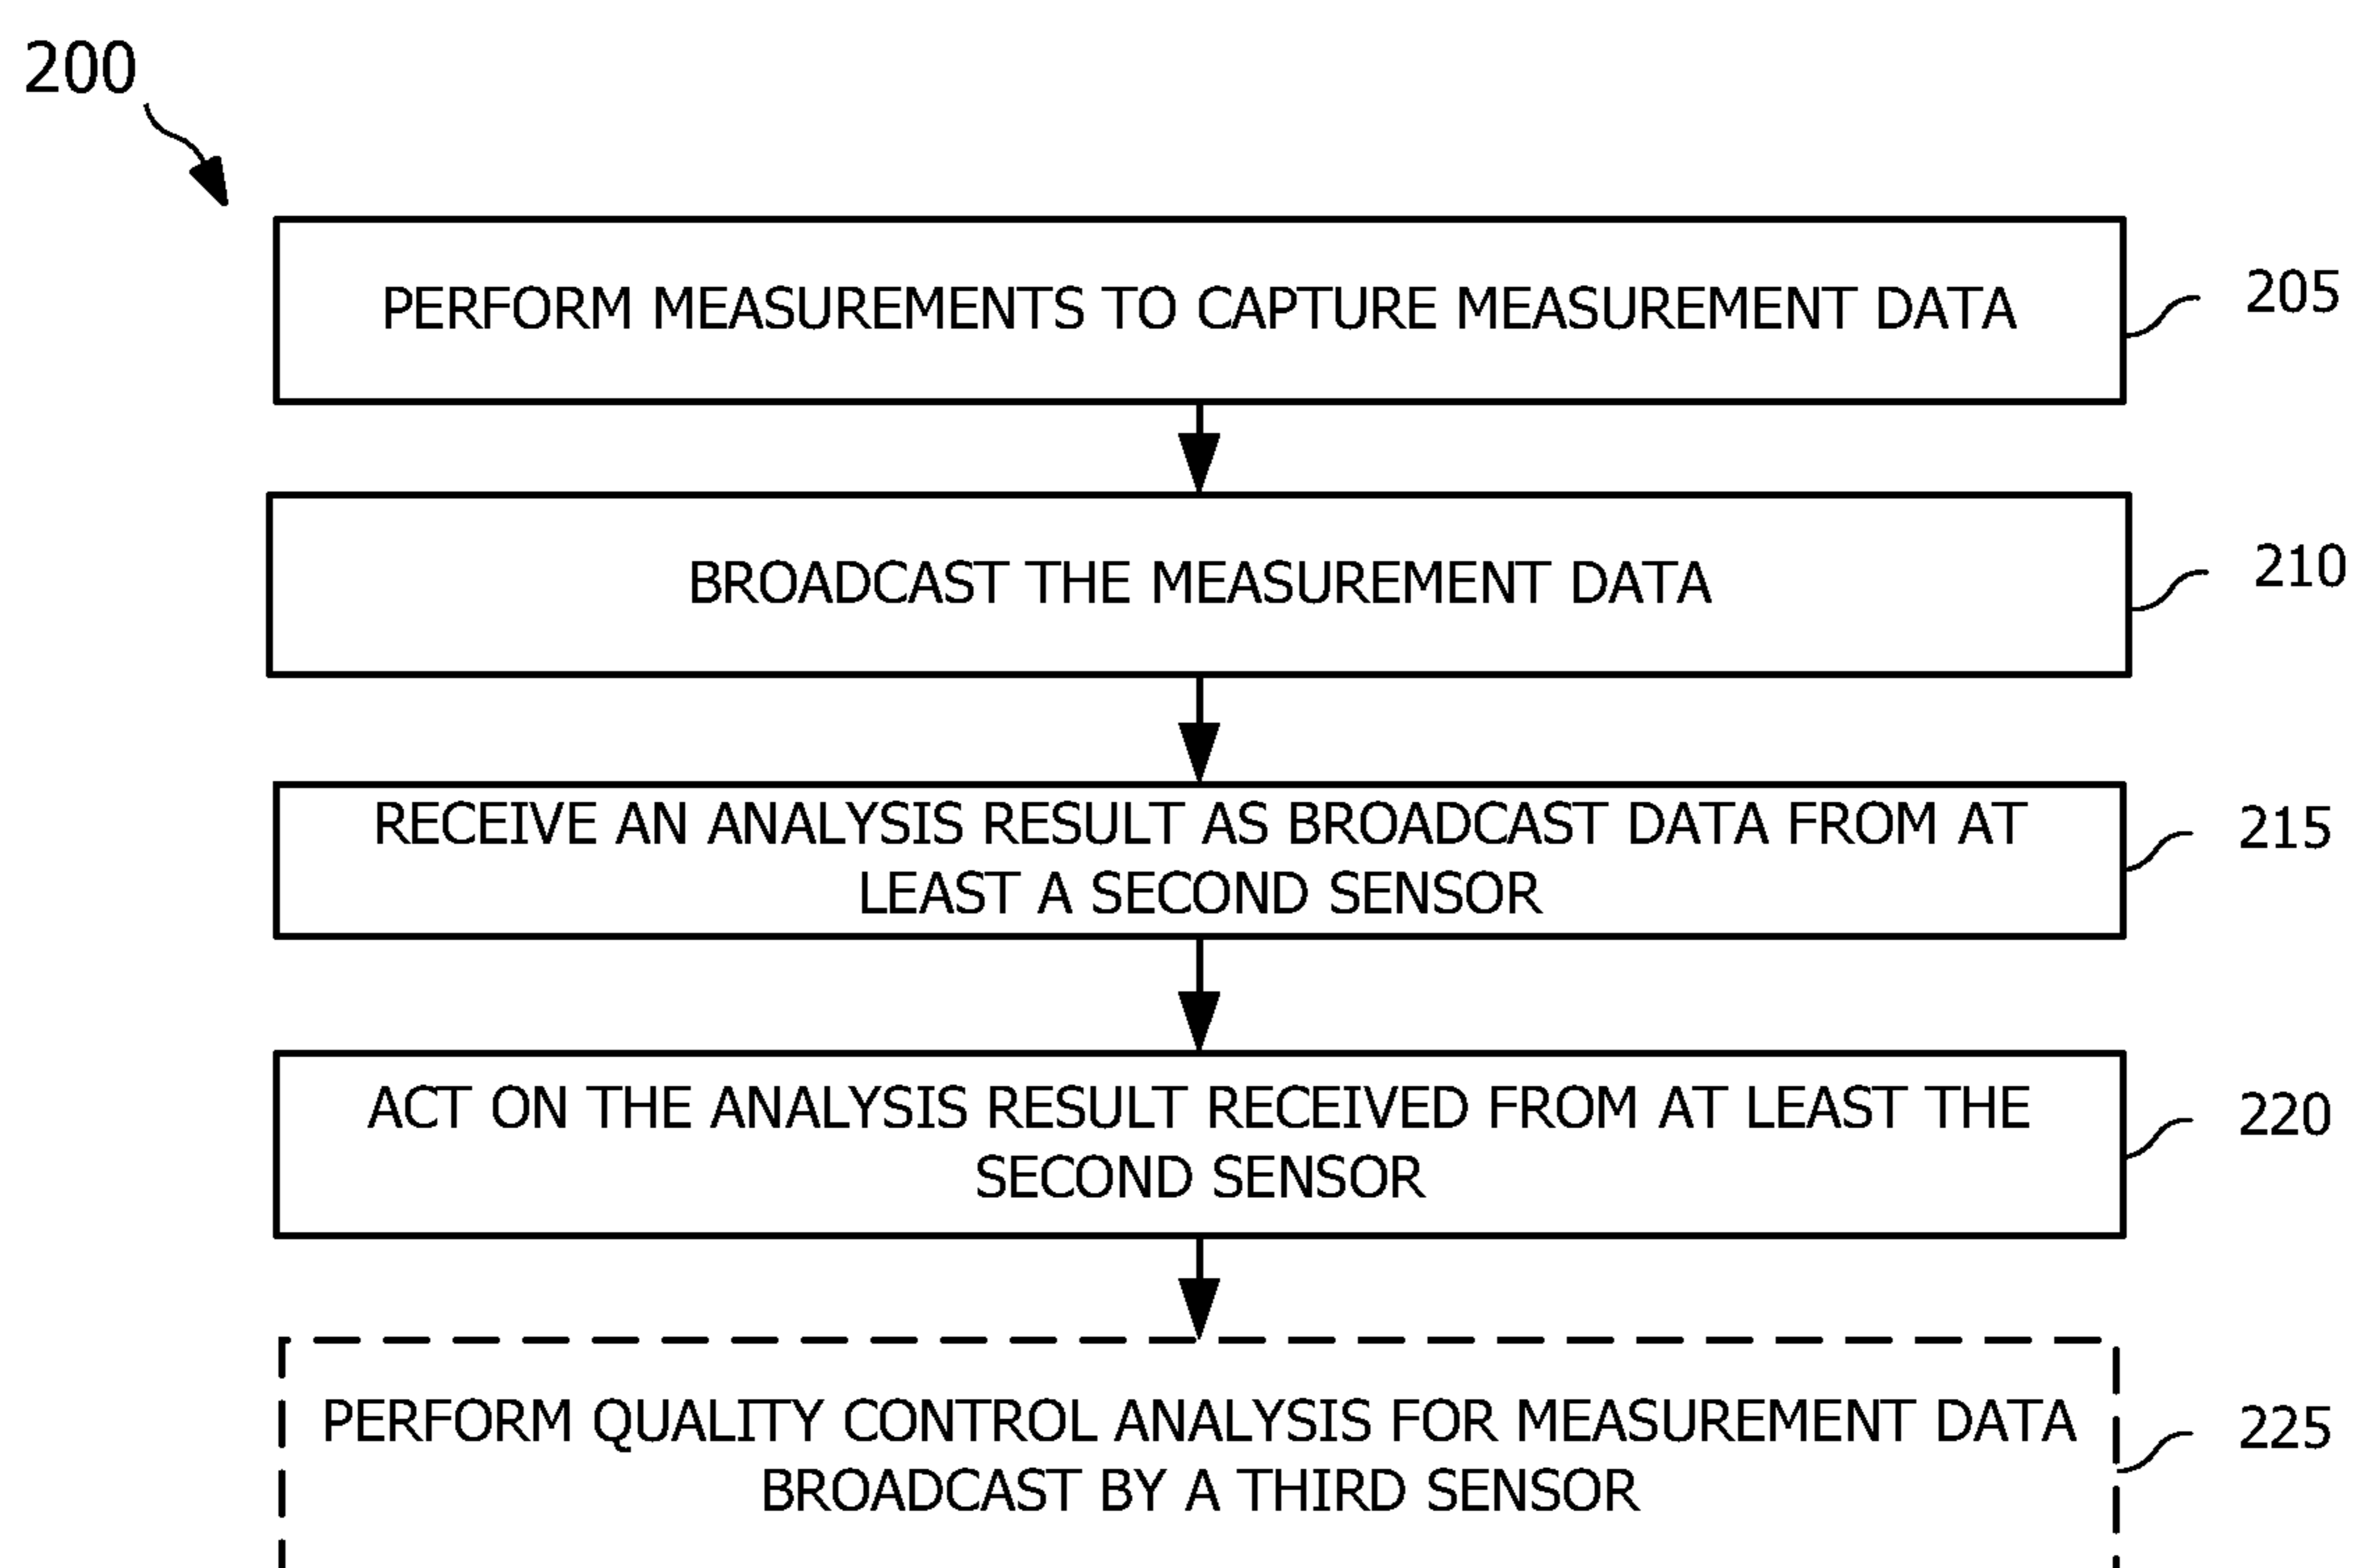 200
PERFORM MEASUREMENTS TO CAPTURE MEASUREMENT DATA
205
BROADCAST THE MEASUREMENT DATA
210
RECEIVE AN ANALYSIS RESULT AS BROADCAST DATA FROM AT
LEAST A SECOND SENSOR
215
ACT ON THE ANALYSIS RESULT RECEIVED FROM AT LEAST THE
SECOND SENSOR
220
PERFORM QUALITY CONTROL ANALYSIS FOR MEASUREMENT DATA
BROADCAST BY A THIRD SENSOR
225